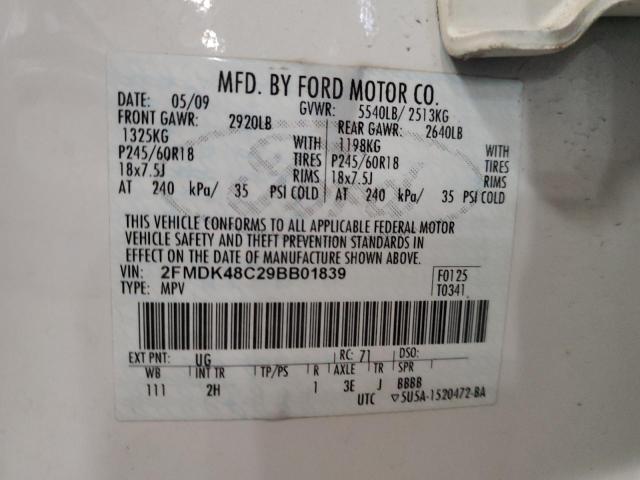 MFD. BY FORD MOTOR CO.
DATE: 05/09 GVWR: 5540LB/ 2513KG
FRONT GAWR: 2920LB REAR GAWR: 2640LB
1325KG WITH 1198KG WITH
P245/60R18 TIRES P245/60R18 TIRES
18x7.5J RIMS 18x7.5J RIMS
AT 240 kPa/ 35 PSI COLD AT 240 kPa/ 35 PSI COLD
THIS VEHICLE CONFORMS TO ALL APPLICABLE FEDERAL MOTOR
VEHICLE SAFETY AND THEFT PREVENTION STANDARDS IN
EFFECT ON THE DATE OF MANUFACTURE SHOWN ABOVE.
VIN: 2FMDK48C29BB01839 F0125
TYPE: MPV T0341
EXT PNT: UG RC: 71 DSO:
WB INT TR TP/PS R AXLE TR SPR
111 2H 1 3E J BBBB
UTC ▽5U5A-1520472-BA